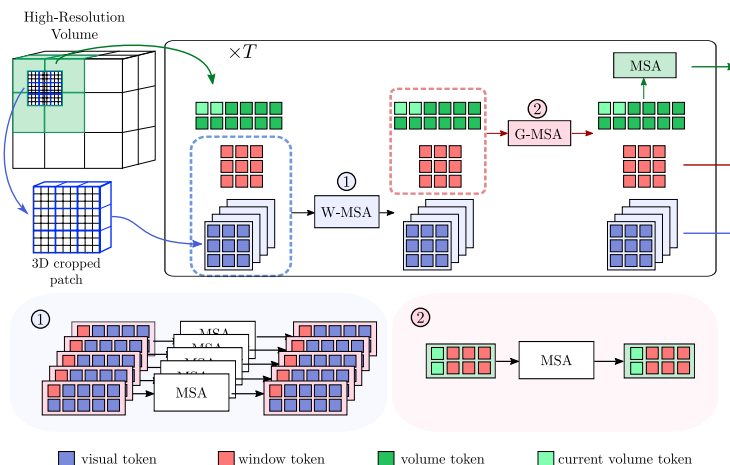 High-Resolution
Volume
×T
MSA
2
G-MSA
1
W-MSA
3D cropped
patch
1
MSA
MSA
MSA
MSA
MSA
2
MSA
visual token
window token
volume token
current volume token